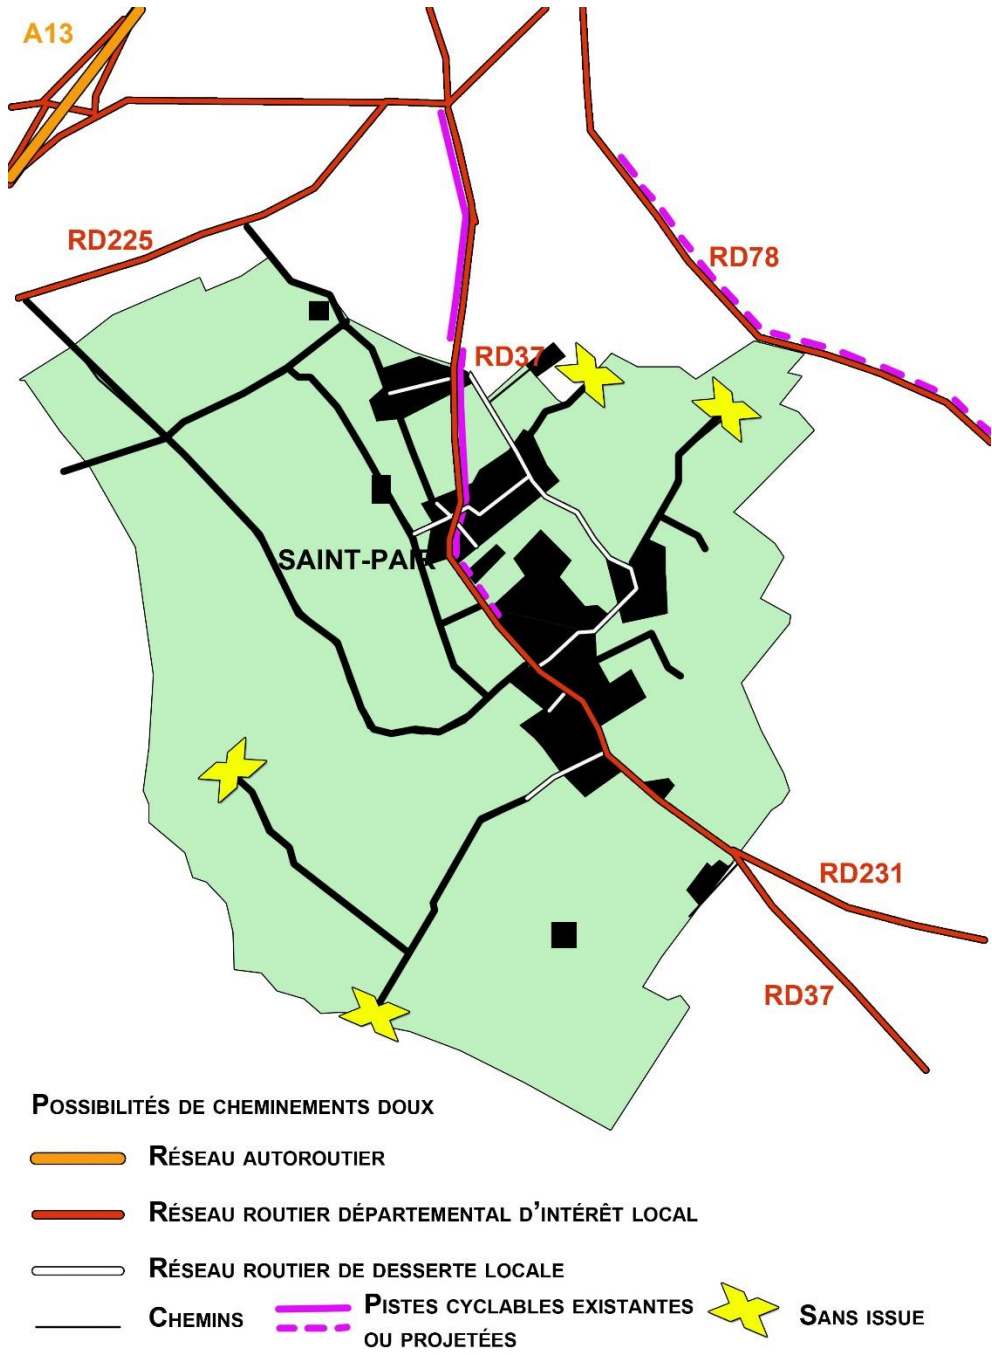 A13
RD225
RD78
RD37
SAINT-PAIR
RD231
RD37
POSSIBILITÉS DE CHEMINEMENTS DOUX
RÉSEAU AUTOROUTIER
RÉSEAU ROUTIER DÉPARTEMENTAL D'INTÉRÊT LOCAL
RÉSEAU ROUTIER DE DESSERTE LOCALE
CHEMINS
PISTES CYCLABLES EXISTANTES
OU PROJETÉES
SANS ISSUE